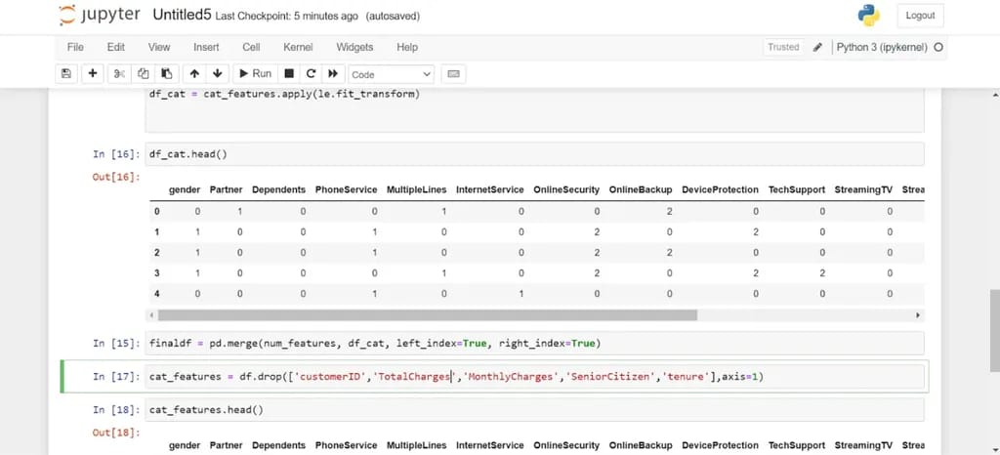 jupyter Untitled5 Last Checkpoint: 5 minutes ago (autosaved) Logout
File Edit View Insert Cell Kernel Widgets Help Trusted Python 3 (ipykernel)
Run Code
df_cat = cat_features.apply(le.fit_transform)
In [16]: df_cat.head()
Out[16]:
gender Partner Dependents PhoneService MultipleLines InternetService OnlineSecurity OnlineBackup DeviceProtection TechSupport StreamingTV Strea
0 0 1 0 0 1 0 0 2 0 0 0
1 1 0 0 1 0 0 2 0 2 0 0
2 1 0 0 1 0 0 2 2 0 0 0
3 1 0 0 0 1 0 2 0 2 2 0
4 0 0 0 1 0 1 0 0 0 0 0
In [15]: finaldf = pd.merge(num_features, df_cat, left_index=True, right_index=True)
In [17]: cat_features = df.drop(['customerID','TotalCharges','MonthlyCharges','SeniorCitizen','tenure'],axis=1)
In [18]: cat_features.head()
Out[18]:
gender Partner Dependents PhoneService MultipleLines InternetService OnlineSecurity OnlineBackup DeviceProtection TechSupport StreamingTV Strea